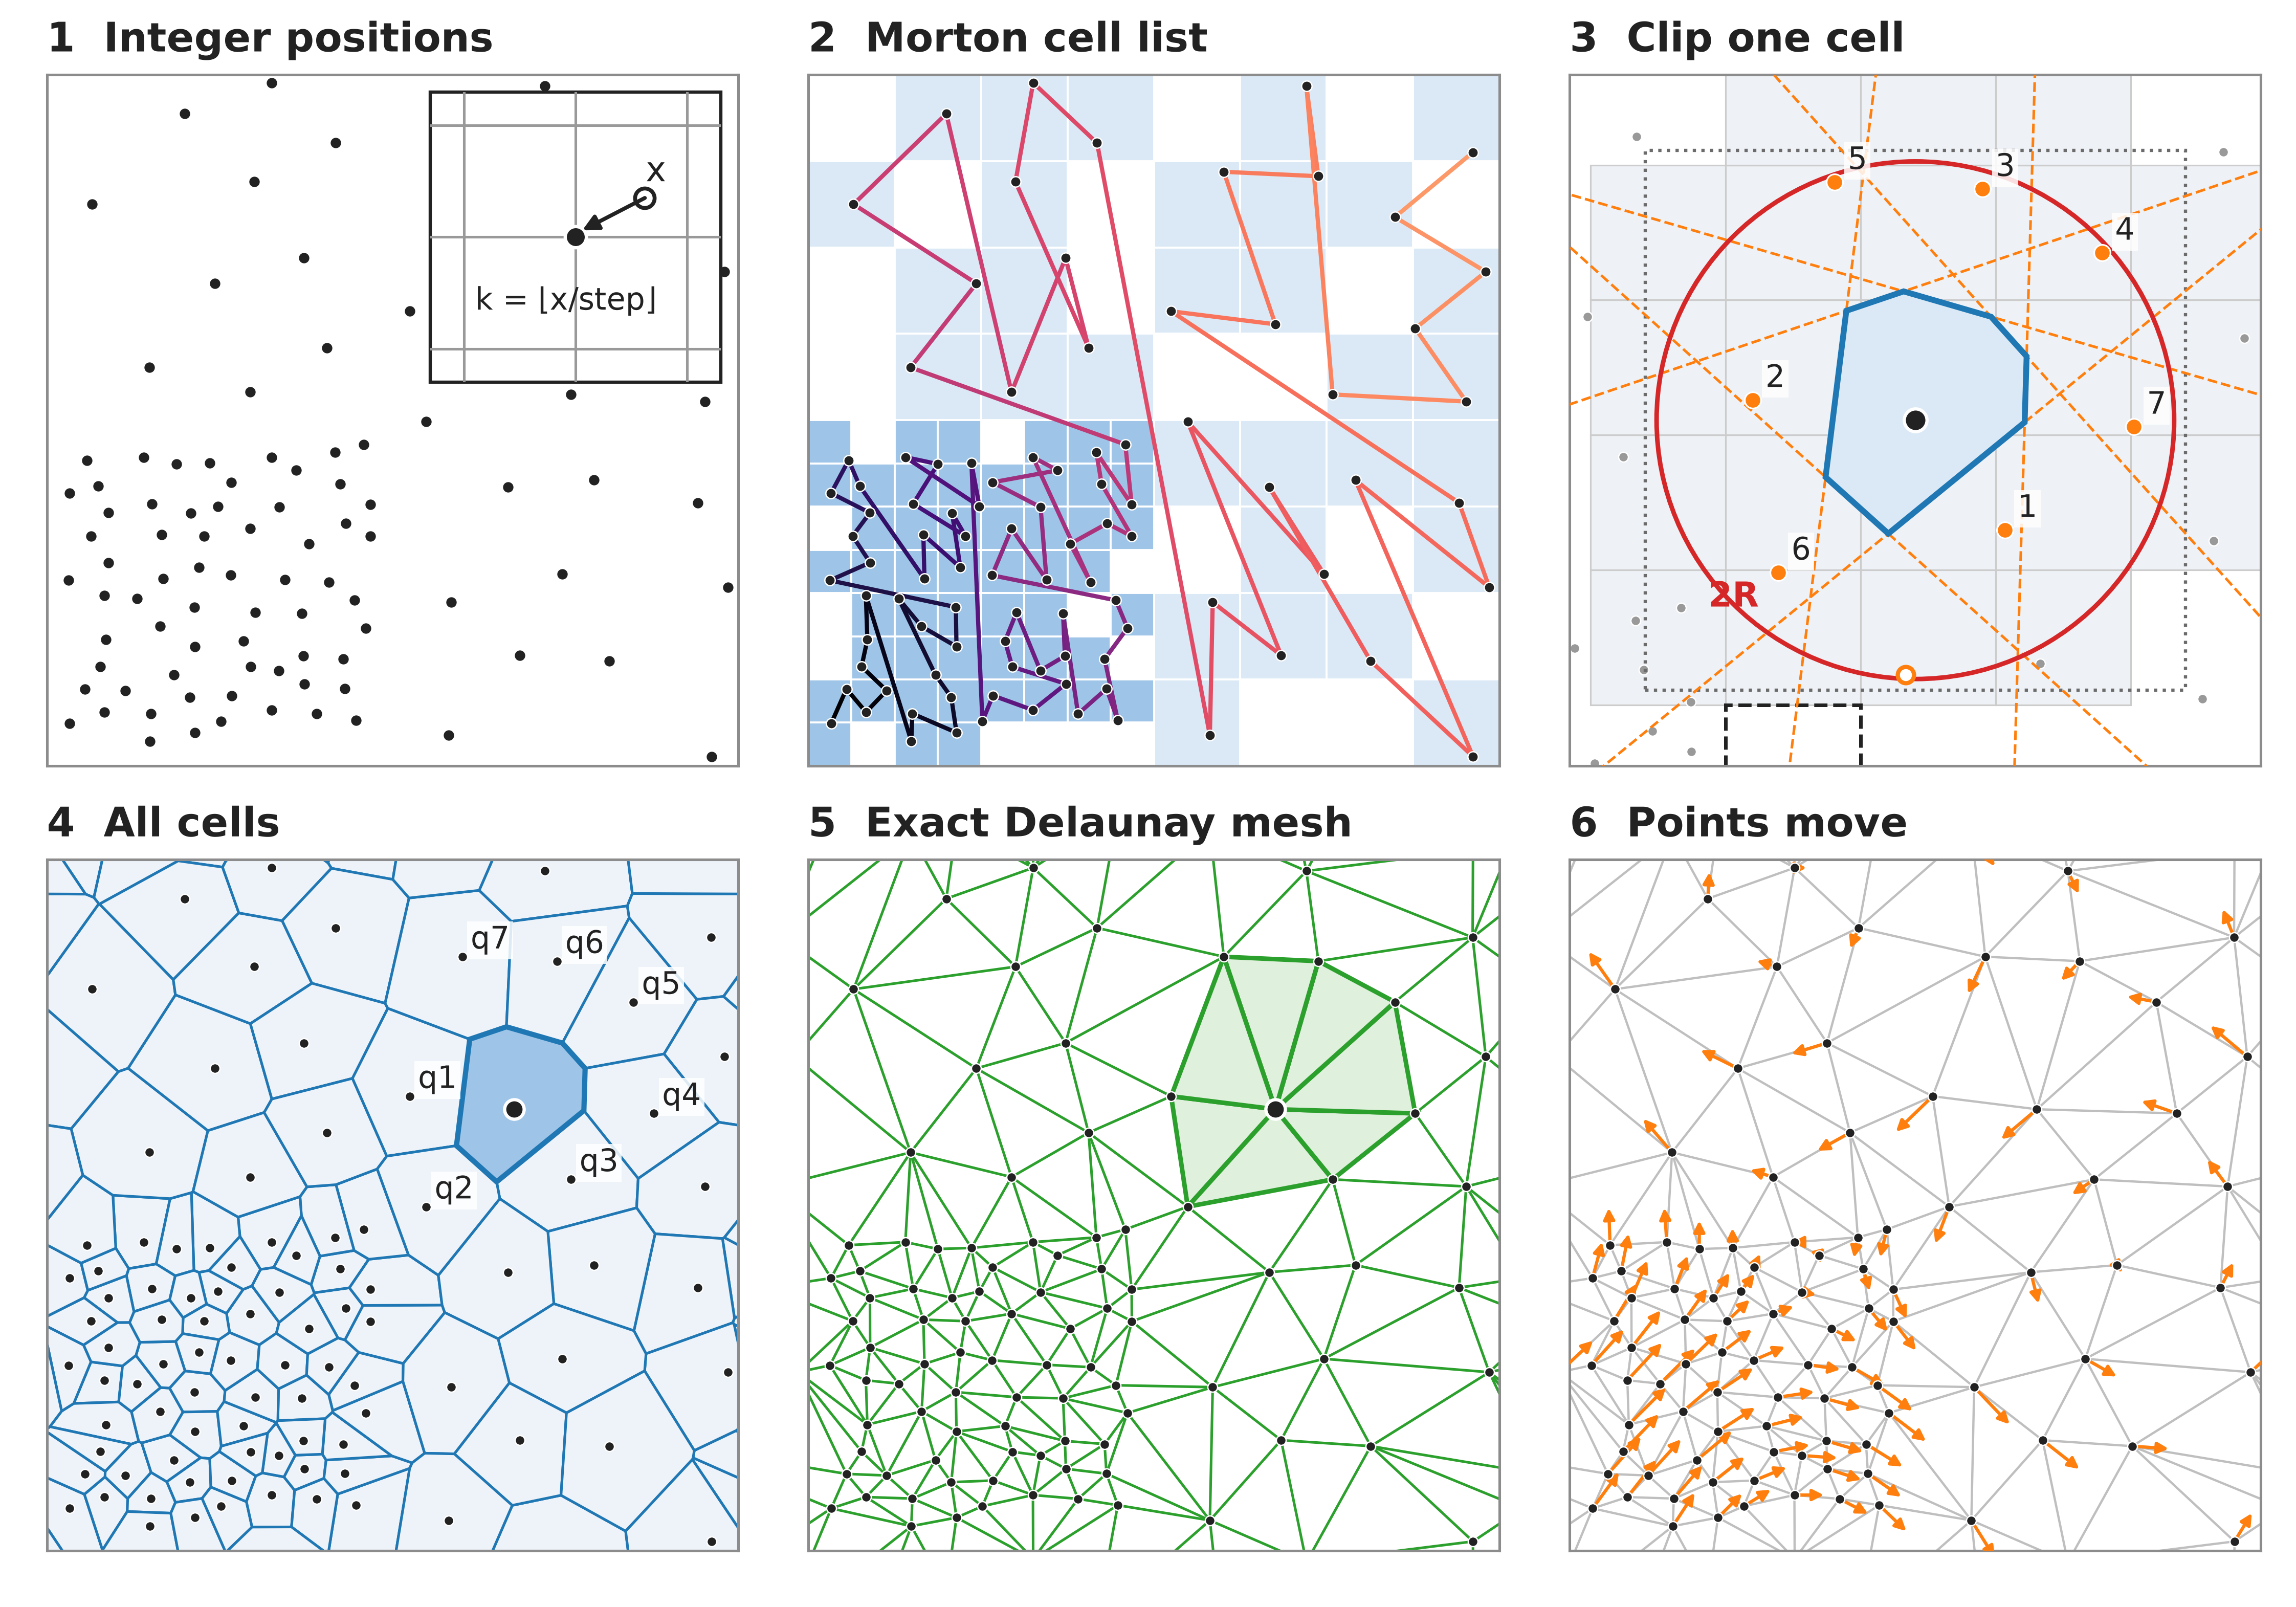 1 Integer positions
x
k = ⌊x/step⌋
2 Morton cell list
3 Clip one cell
5
3
4
2
7
1
6
2R
4 All cells
q7
q6
q5
q1
q4
q3
q2
5 Exact Delaunay mesh
6 Points move